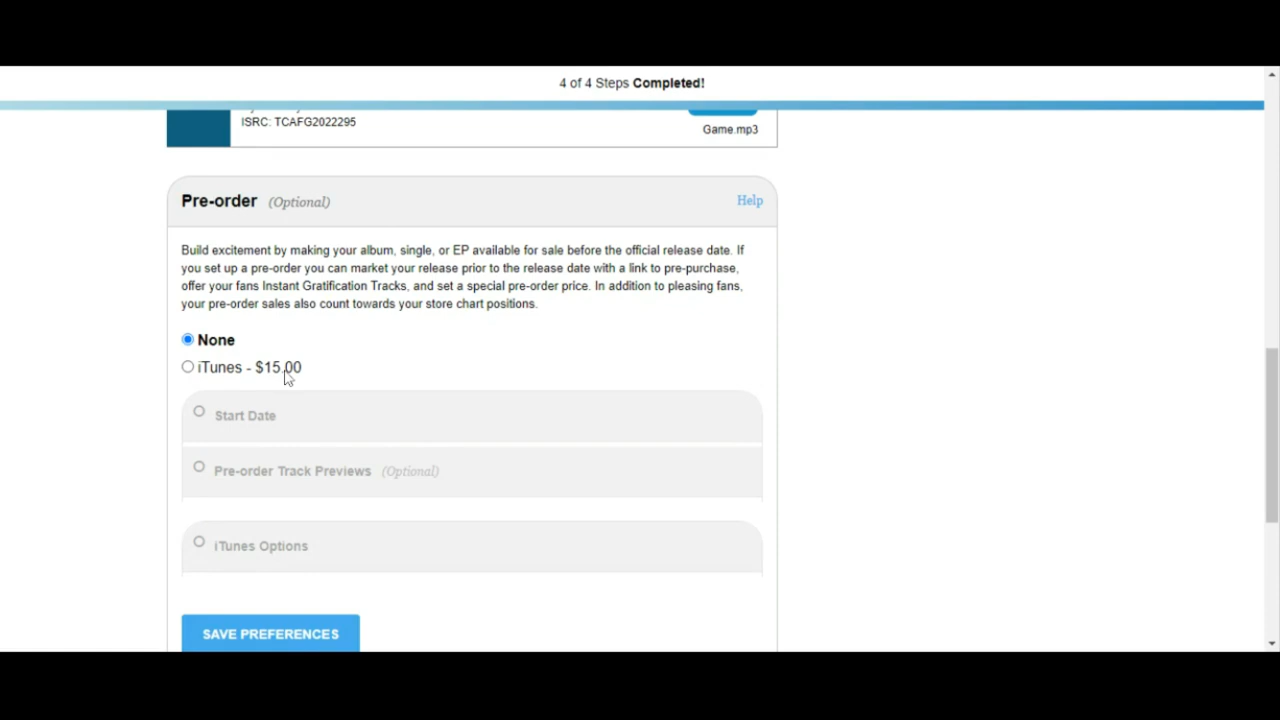 4 of 4 Steps Completed!
ISRC: TCAFG2022295
Game.mp3
Pre-order (Optional)
Help
Build excitement by making your album, single, or EP available for sale before the official release date. If
you set up a pre-order you can market your release prior to the release date with a link to pre-purchase,
offer your fans Instant Gratification Tracks, and set a special pre-order price. In addition to pleasing fans,
your pre-order sales also count towards your store chart positions.
None
iTunes - $15.00
Start Date
Pre-order Track Previews (Optional)
iTunes Options
SAVE PREFERENCES